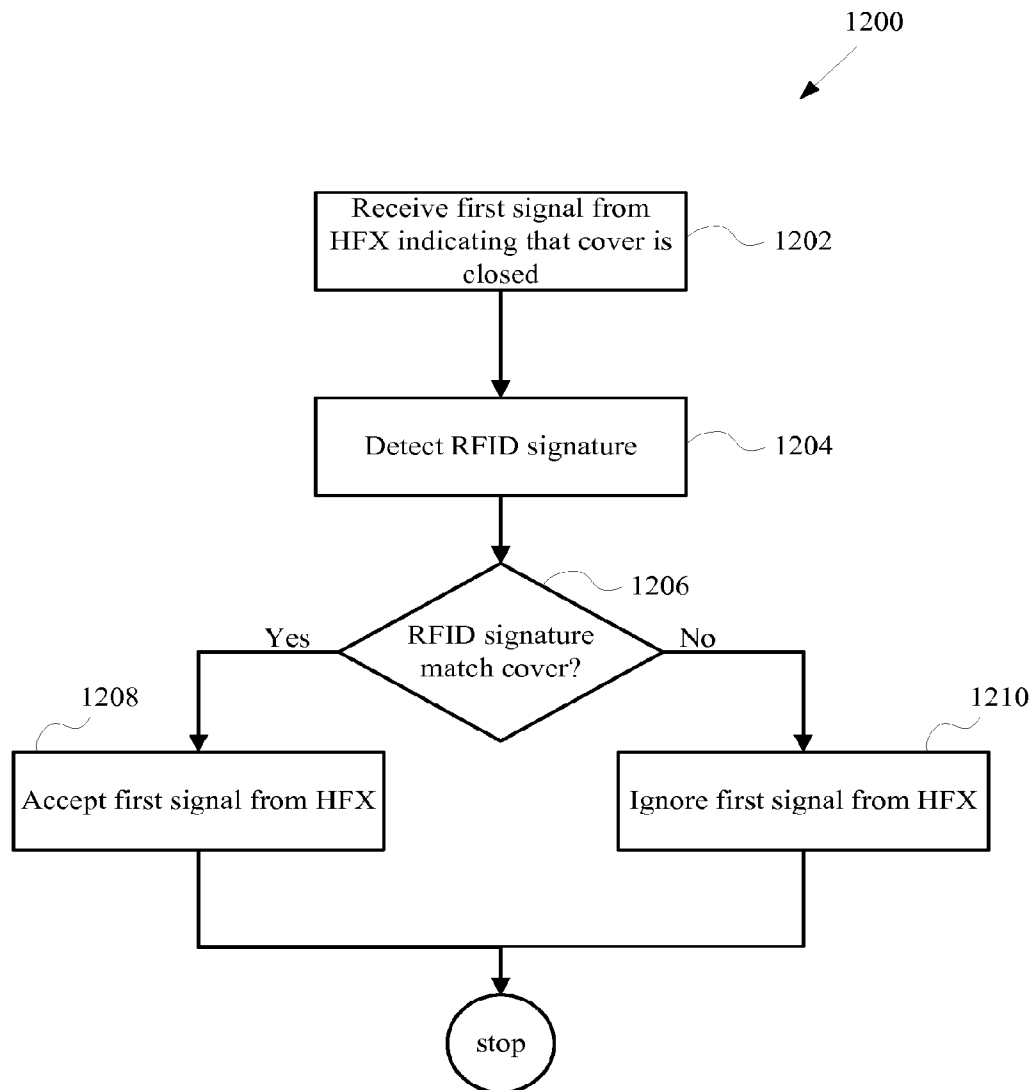 1200
Receive first signal from
HFX indicating that cover is
closed
1202
Detect RFID signature
1204
1206
Yes
RFID signature
match cover?
No
1208
1210
Accept first signal from HFX
Ignore first signal from HFX
stop